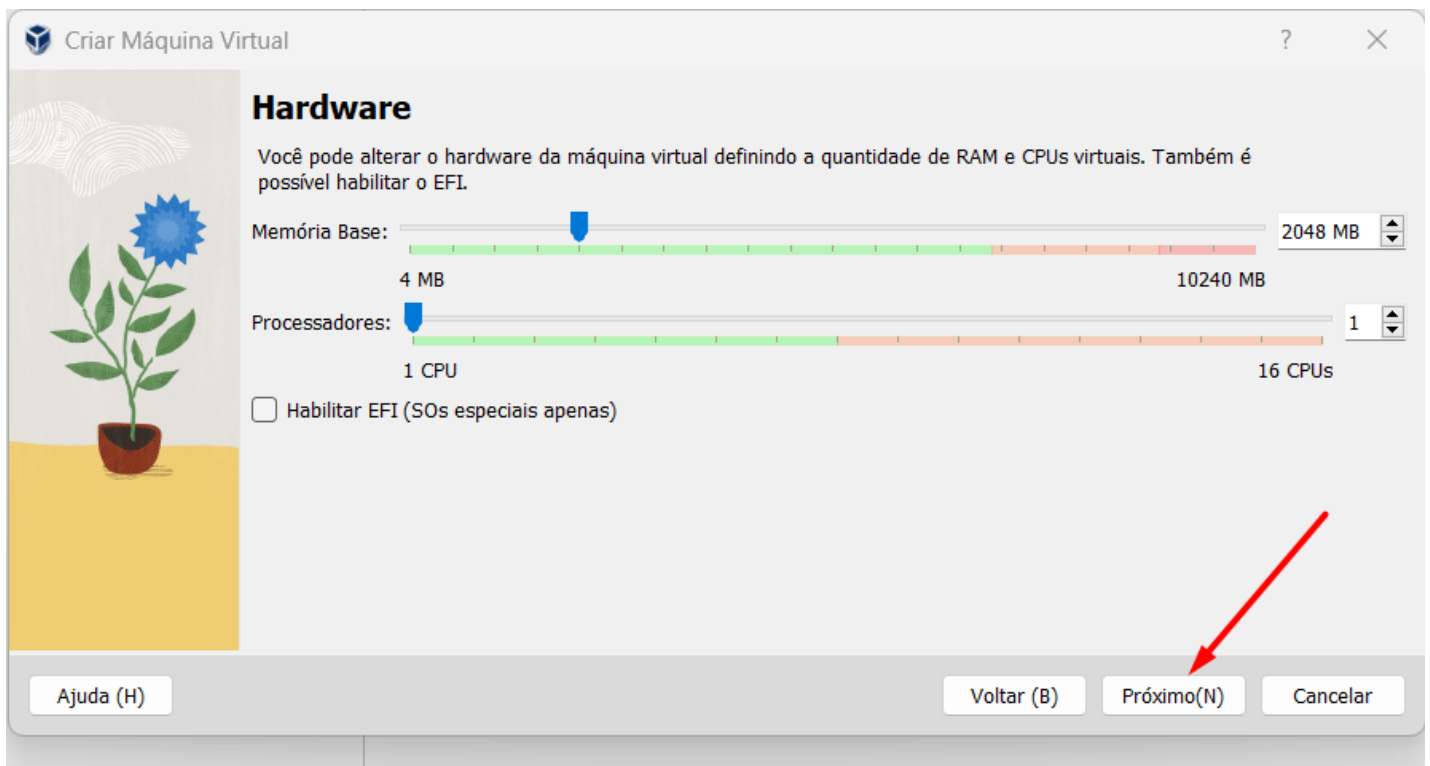 Criar Máquina Virtual
?
Hardware
Você pode alterar o hardware da máquina virtual definindo a quantidade de RAM e CPUs virtuais. Também é
possível habilitar o EFI.
Memória Base:
2048 MB
4 MB
10240 MB
Processadores:
1
1 CPU
16 CPUs
Habilitar EFI (SOs especiais apenas)
Ajuda (H)
Voltar (B)
Próximo(N)
Cancelar